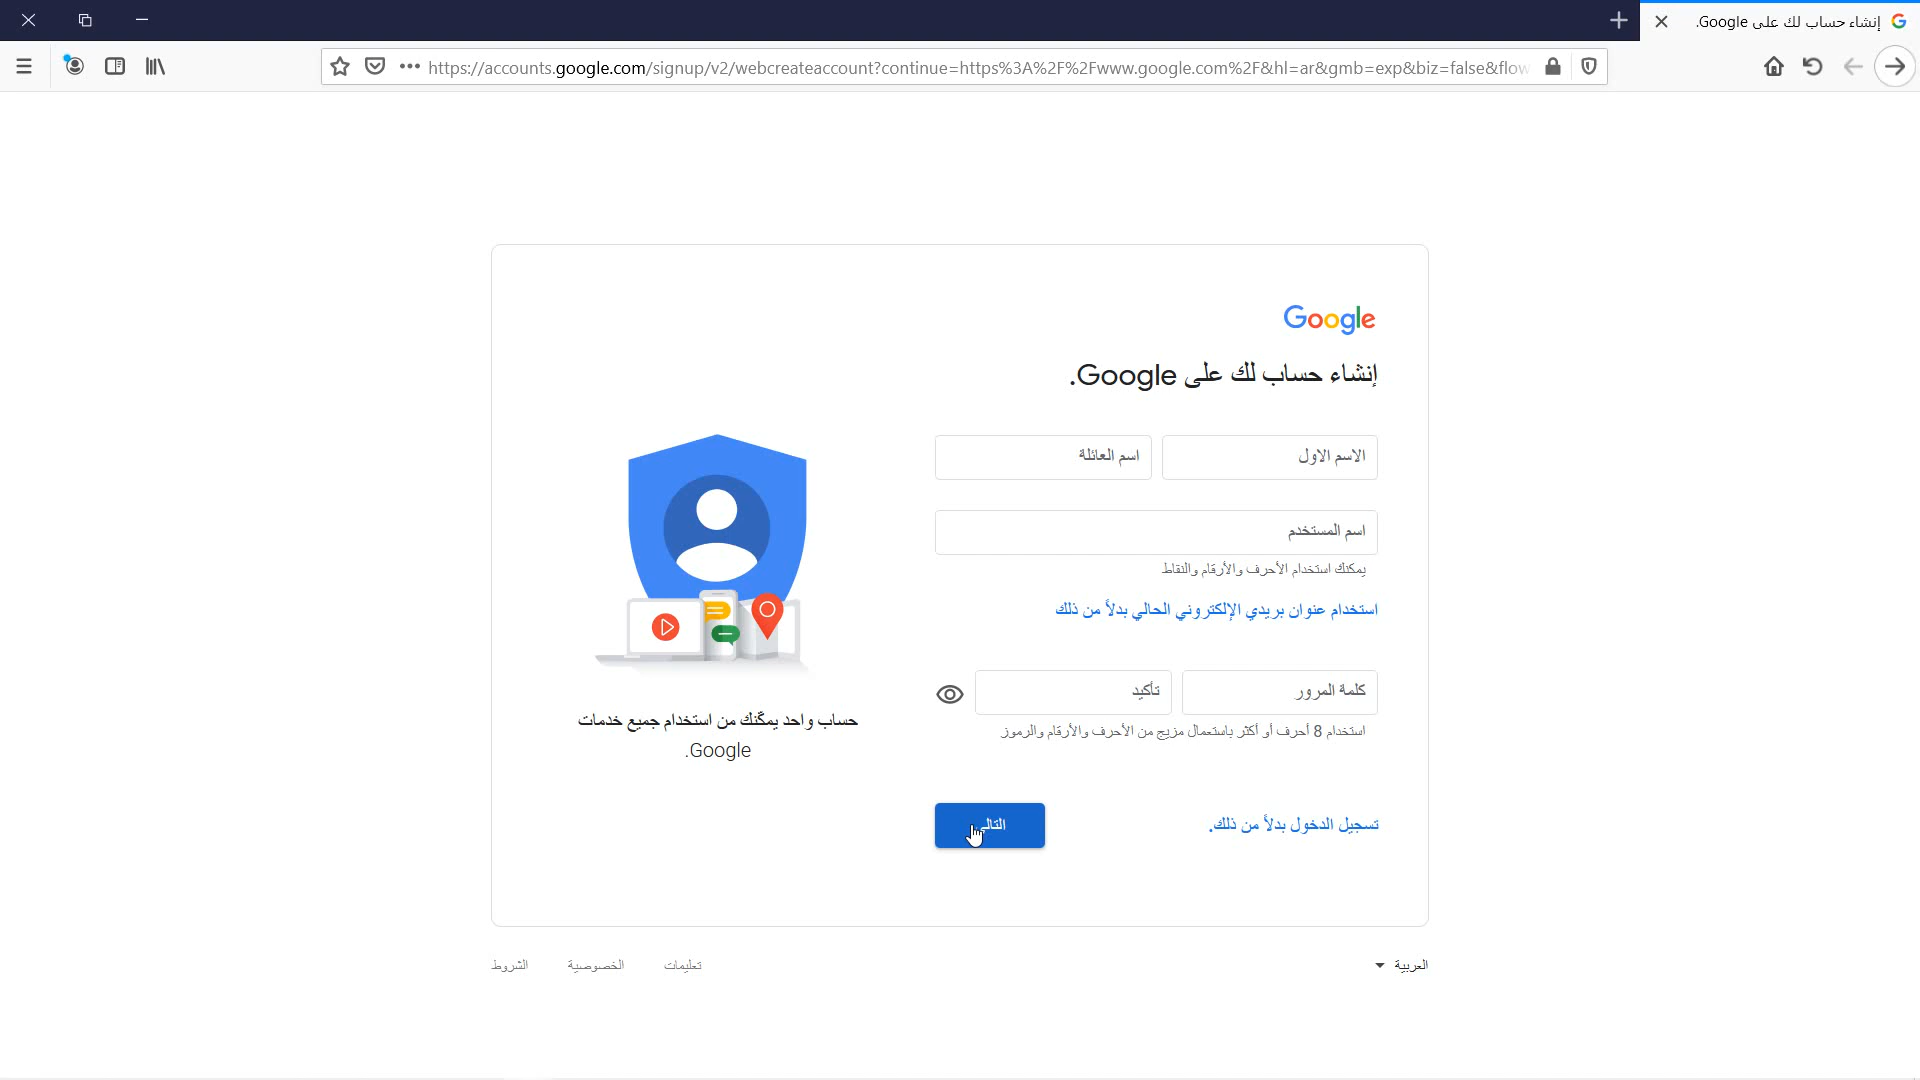 إنشاء حساب لك على Google.
https://accounts.google.com/signup/v2/webcreateaccount?continue=https%3A%2F%2Fwww.google.com%2F&hl=ar&gmb=exp&biz=false&flow
Google
إنشاء حساب لك على Google.
الاسم الاول
اسم العائلة
اسم المستخدم
يمكنك استخدام الأحرف والأرقام والنقاط
استخدام عنوان بريدي الإلكتروني الحالي بدلاً من ذلك
كلمة المرور
تأكيد
استخدام 8 أحرف أو أكثر باستعمال مزيج من الأحرف والأرقام والرموز
تسجيل الدخول بدلاً من ذلك.
التالي
حساب واحد يمكّنك من استخدام جميع خدمات
Google.
العربية
تعليمات
الخصوصية
الشروط